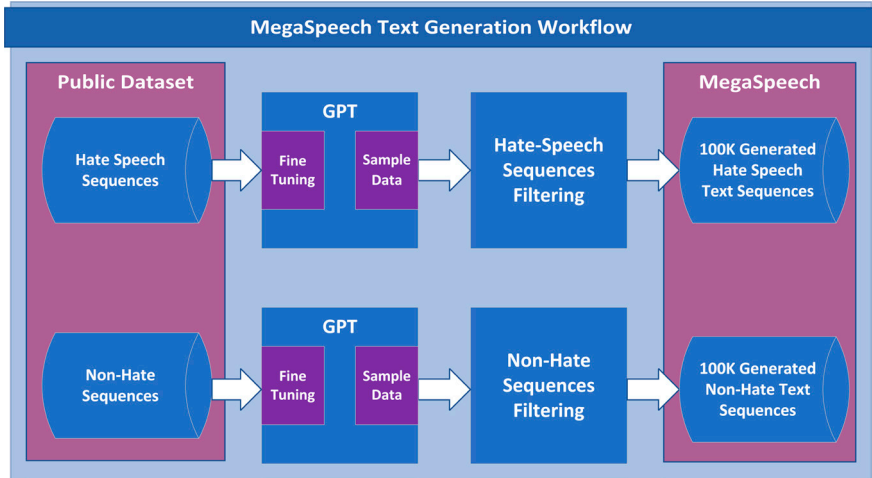 MegaSpeech Text Generation Workflow
Public Dataset
Hate Speech
Sequences
GPT
Fine
Tuning
Sample
Data
Hate-Speech
Sequences
Filtering
MegaSpeech
100K Generated
Hate Speech
Text Sequences
Non-Hate
Sequences
GPT
Fine
Tuning
Sample
Data
Non-Hate
Sequences
Filtering
100K Generated
Non-Hate Text
Sequences